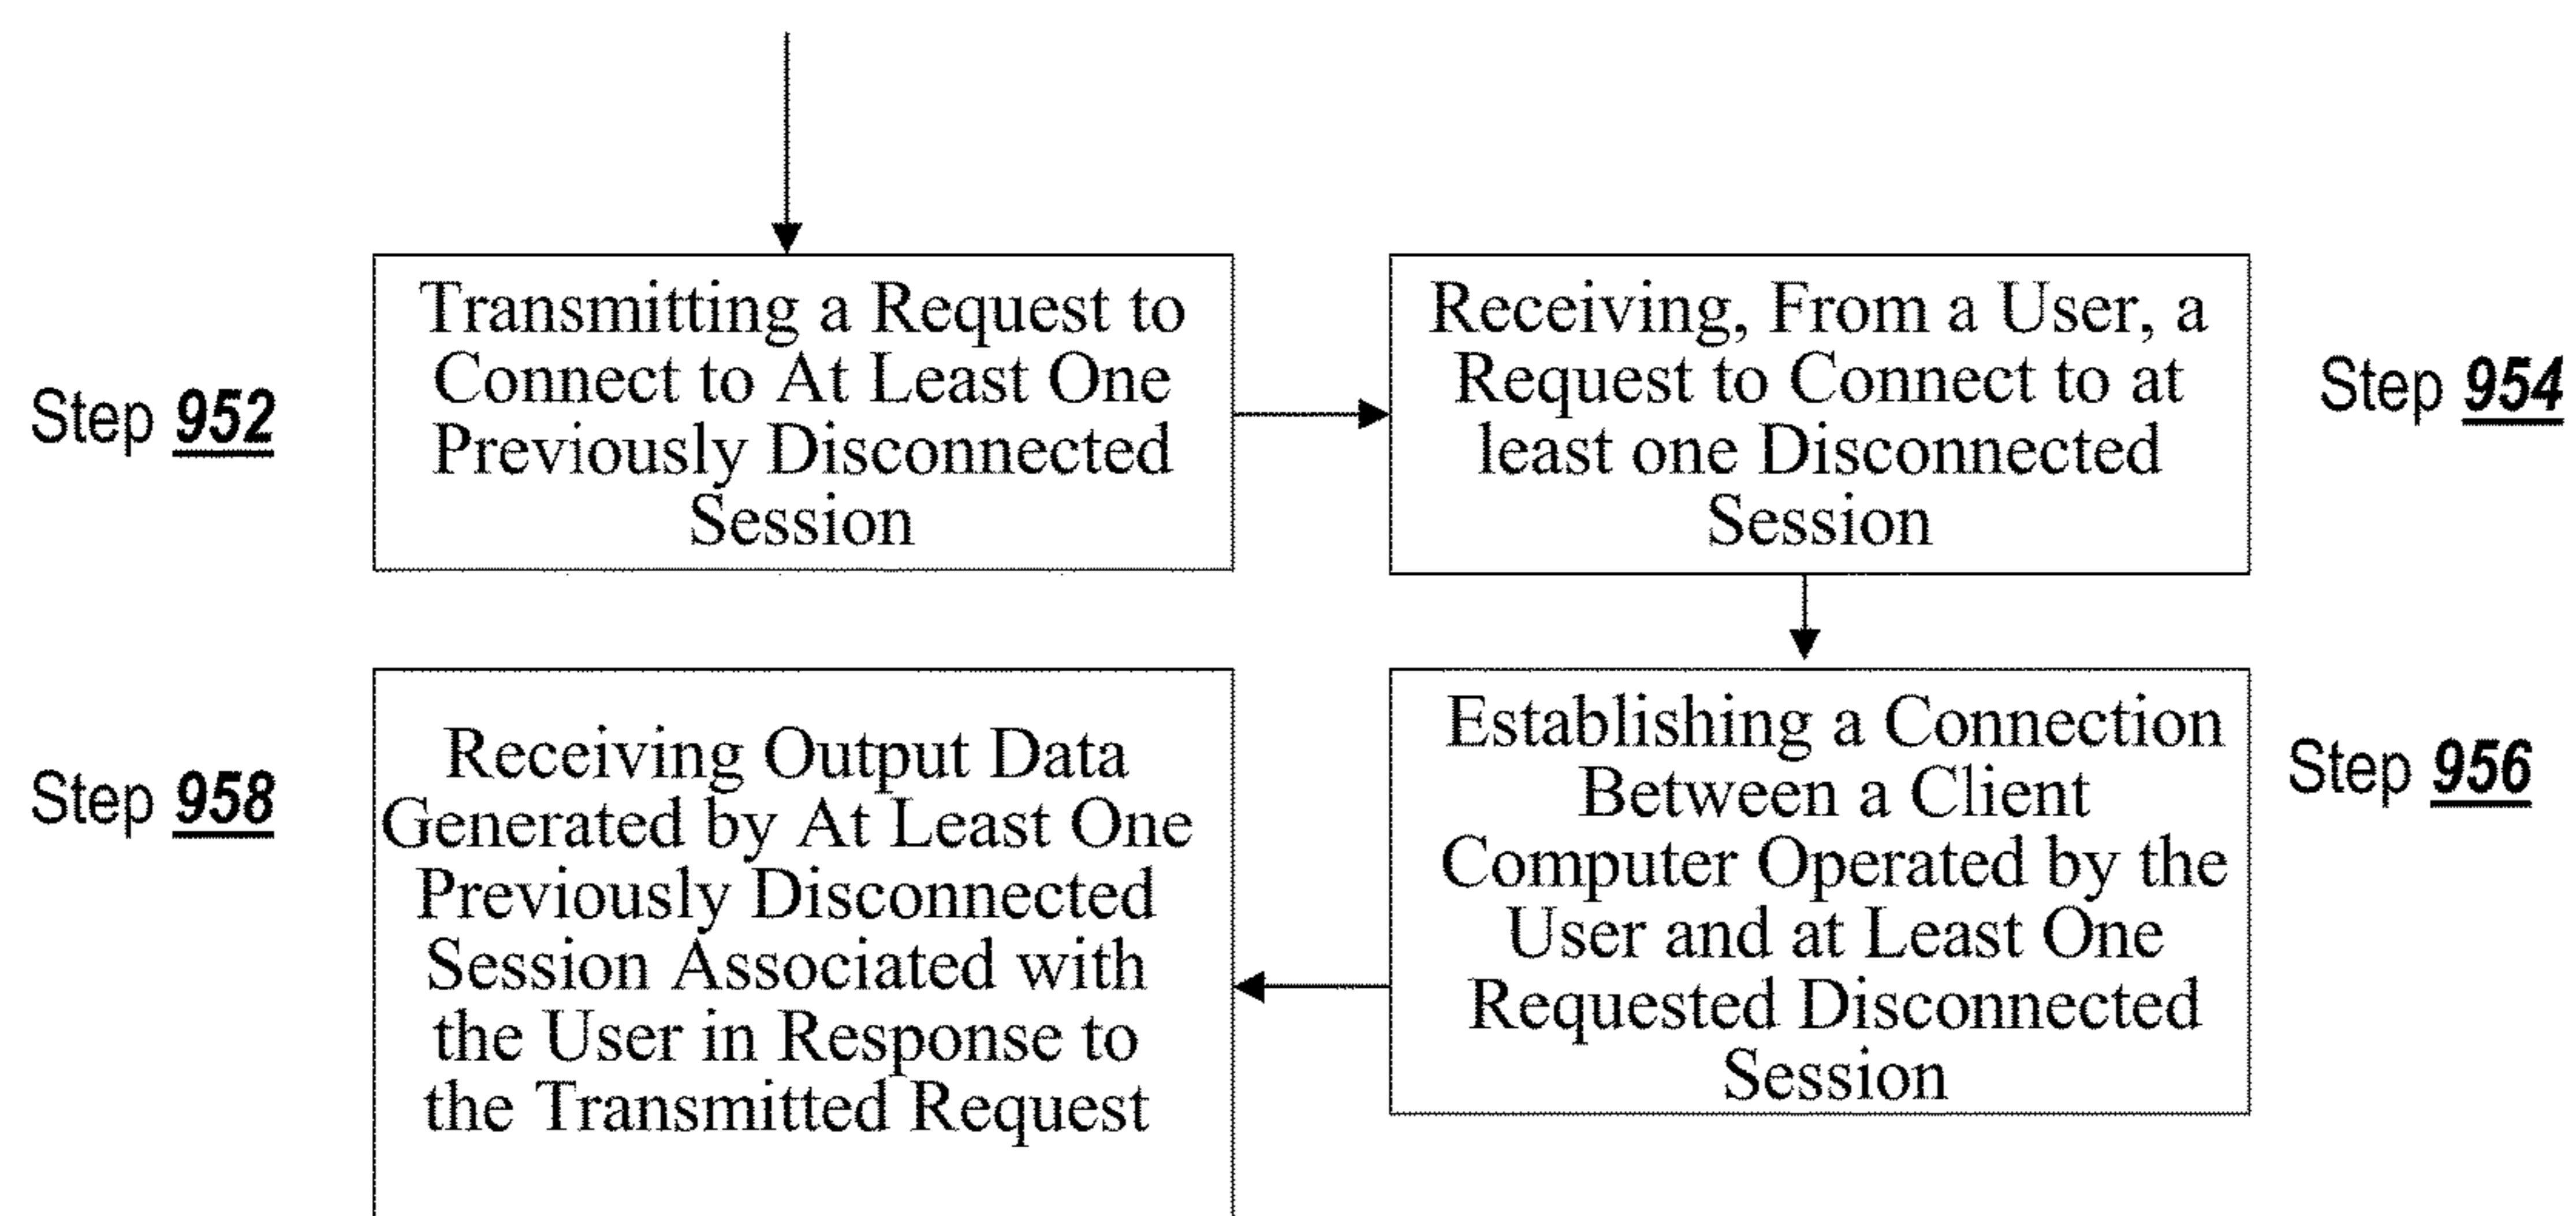 Step 952
Transmitting a Request to
Connect to At Least One
Previously Disconnected
Session
Receiving, From a User, a
Request to Connect to at
least one Disconnected
Session
Step 954
Establishing a Connection
Between a Client
Computer Operated by the
User and at Least One
Requested Disconnected
Session
Step 956
Step 958
Receiving Output Data
Generated by At Least One
Previously Disconnected
Session Associated with
the User in Response to
the Transmitted Request